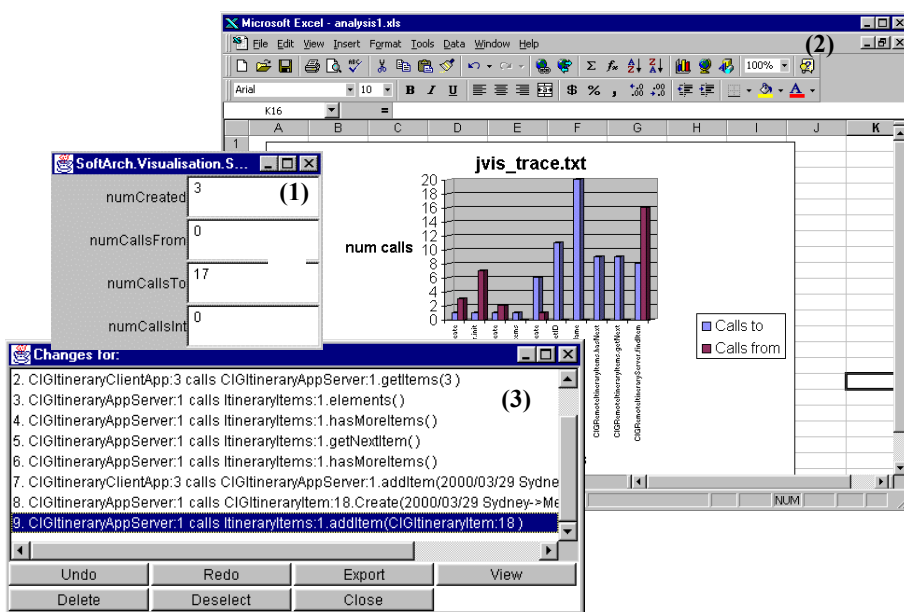 Microsoft Excel - analysis1.xls
File Edit View Insert Format Tools Data Window Help
(2)
100%
Arial 10 B I U $ % ,
K16 =
A B C D E F G H I J K
1
jvis_trace.txt
20
18
16
14
12
10
8
6
4
2
0
num calls
CIGRemoteItineraryItems.hasNext
CIGRemoteItineraryItems.getNext
CIGRemoteItineraryServer.findItem
Calls to
Calls from
NUM
SoftArch.Visualisation.S...
(1)
numCreated 3
numCallsFrom 0
numCallsTo 17
numCallsInt 0
Changes for:
(3)
2. CIGItineraryClientApp:3 calls CIGItineraryAppServer:1.getItems(3 )
3. CIGItineraryAppServer:1 calls ItineraryItems:1.elements()
4. CIGItineraryAppServer:1 calls ItineraryItems:1.hasMoreItems()
5. CIGItineraryAppServer:1 calls ItineraryItems:1.getNextItem()
6. CIGItineraryAppServer:1 calls ItineraryItems:1.hasMoreItems()
7. CIGItineraryClientApp:3 calls CIGItineraryAppServer:1.addItem(2000/03/29 Sydne
8. CIGItineraryAppServer:1 calls CIGItineraryItem:18.Create(2000/03/29 Sydney->Me
9. CIGItineraryAppServer:1 calls ItineraryItems:1.addItem(CIGItineraryItem:18 )
Undo Redo Export View
Delete Deselect Close